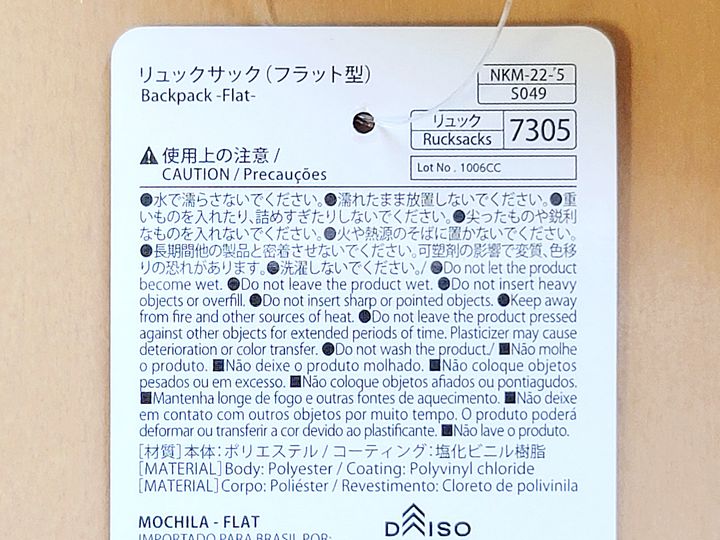 リュックサック（フラット型）
Backpack -Flat-
NKM-22-5
S049
リュック
Rucksacks
7305
Lot No . 1006CC
使用上の注意 /
CAUTION / Precauções
●水で濡らさないでください。●濡れたまま放置しないでください。●重
いものを入れたり、詰めすぎたりしないでください。●尖ったものや鋭利
なものを入れないでください。●火や熱源のそばに置かないでください。
●長期間他の製品と密着させないでください。可塑剤の影響で変質、色移
りの恐れがあります。●洗濯しないでください。/ ●Do not let the product
become wet. ●Do not leave the product wet. ●Do not insert heavy
objects or overfill. ●Do not insert sharp or pointed objects. ●Keep away
from fire and other sources of heat. ●Do not leave the product pressed
against other objects for extended periods of time. Plasticizer may cause
deterioration or color transfer. ●Do not wash the product./ ■Não molhe
o produto. ■Não deixe o produto molhado. ■Não coloque objetos
pesados ou em excesso. ■Não coloque objetos afiados ou pontiagudos.
■Mantenha longe de fogo e outras fontes de aquecimento. ■Não deixe
em contato com outros objetos por muito tempo. O produto poderá
deformar ou transferir a cor devido ao plastificante. ■Não lave o produto.
[材質]本体：ポリエステル / コーティング：塩化ビニル樹脂
[MATERIAL]Body: Polyester / Coating: Polyvinyl chloride
[MATERIAL]Corpo: Poliéster / Revestimento: Cloreto de polivinila
MOCHILA - FLAT
IMPORTADO PARA BRASIL POR:
DAISO